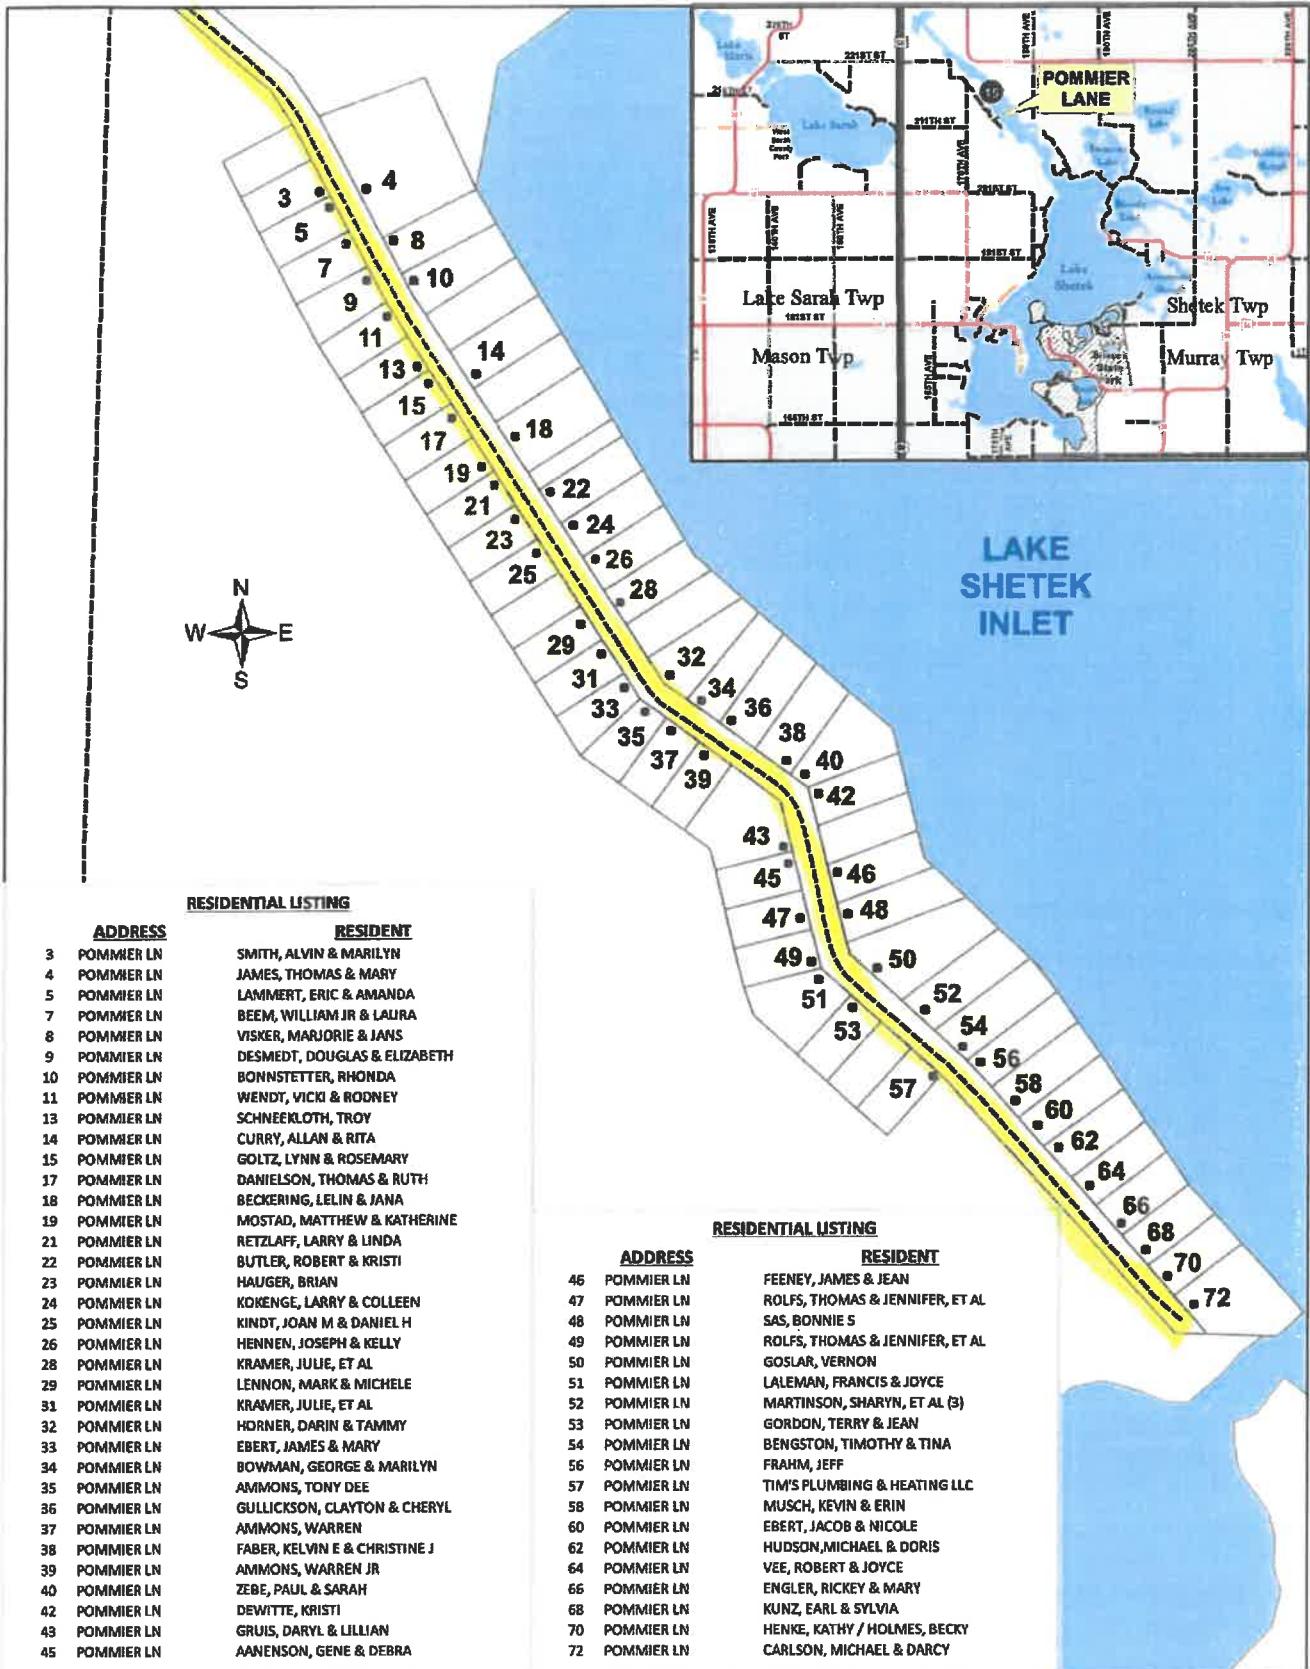 POMMIER
LANE
221ST ST
211TH ST
201ST ST
191ST ST
181ST ST
Lake Sarah
Lake Sarah Twp
Mason Twp
Lake
Shetek
Shetek Twp
Murray Twp
LAKE
SHETEK
INLET
N
W E
S
3
4
5
8
7
10
9
11
14
13
15
17
18
19
22
21
24
23
26
25
28
29
32
31
34
33
36
35
38
37
40
39
42
43
46
45
48
47
50
49
52
51
54
53
56
57
58
60
62
64
66
68
70
72
RESIDENTIAL LISTING
ADDRESS RESIDENT
3 POMMIER LN SMITH, ALVIN & MARILYN
4 POMMIER LN JAMES, THOMAS & MARY
5 POMMIER LN LAMMERT, ERIC & AMANDA
7 POMMIER LN BEEM, WILLIAM JR & LAURA
8 POMMIER LN VISKER, MARJORIE & JANS
9 POMMIER LN DESMEDT, DOUGLAS & ELIZABETH
10 POMMIER LN BONNSTETTER, RHONDA
11 POMMIER LN WENDT, VICKI & RODNEY
13 POMMIER LN SCHNEEKLOTH, TROY
14 POMMIER LN CURRY, ALLAN & RITA
15 POMMIER LN GOLTZ, LYNN & ROSEMARY
17 POMMIER LN DANIELSON, THOMAS & RUTH
18 POMMIER LN BECKERING, LELIN & JANA
19 POMMIER LN MOSTAD, MATTHEW & KATHERINE
21 POMMIER LN RETZLAFF, LARRY & LINDA
22 POMMIER LN BUTLER, ROBERT & KRISTI
23 POMMIER LN HAUGER, BRIAN
24 POMMIER LN KOKENGE, LARRY & COLLEEN
25 POMMIER LN KINDT, JOAN M & DANIEL H
26 POMMIER LN HENNEN, JOSEPH & KELLY
28 POMMIER LN KRAMER, JULIE, ET AL
29 POMMIER LN LENNON, MARK & MICHELE
31 POMMIER LN KRAMER, JULIE, ET AL
32 POMMIER LN HORNER, DARIN & TAMMY
33 POMMIER LN EBERT, JAMES & MARY
34 POMMIER LN BOWMAN, GEORGE & MARILYN
35 POMMIER LN AMMONS, TONY DEE
36 POMMIER LN GULLICKSON, CLAYTON & CHERYL
37 POMMIER LN AMMONS, WARREN
38 POMMIER LN FABER, KELVIN E & CHRISTINE J
39 POMMIER LN AMMONS, WARREN JR
40 POMMIER LN ZEBE, PAUL & SARAH
42 POMMIER LN DEWITTE, KRISTI
43 POMMIER LN GRUIS, DARYL & LILLIAN
45 POMMIER LN AANENSON, GENE & DEBRA
RESIDENTIAL LISTING
ADDRESS RESIDENT
46 POMMIER LN FEENEY, JAMES & JEAN
47 POMMIER LN ROLFS, THOMAS & JENNIFER, ET AL
48 POMMIER LN SAS, BONNIE S
49 POMMIER LN ROLFS, THOMAS & JENNIFER, ET AL
50 POMMIER LN GOSLAR, VERNON
51 POMMIER LN LALEMAN, FRANCIS & JOYCE
52 POMMIER LN MARTINSON, SHARYN, ET AL (3)
53 POMMIER LN GORDON, TERRY & JEAN
54 POMMIER LN BENGSTON, TIMOTHY & TINA
56 POMMIER LN FRAHM, JEFF
57 POMMIER LN TIM'S PLUMBING & HEATING LLC
58 POMMIER LN MUSCH, KEVIN & ERIN
60 POMMIER LN EBERT, JACOB & NICOLE
62 POMMIER LN HUDSON,MICHAEL & DORIS
64 POMMIER LN VEE, ROBERT & JOYCE
66 POMMIER LN ENGLER, RICKEY & MARY
68 POMMIER LN KUNZ, EARL & SYLVIA
70 POMMIER LN HENKE, KATHY / HOLMES, BECKY
72 POMMIER LN CARLSON, MICHAEL & DARCY